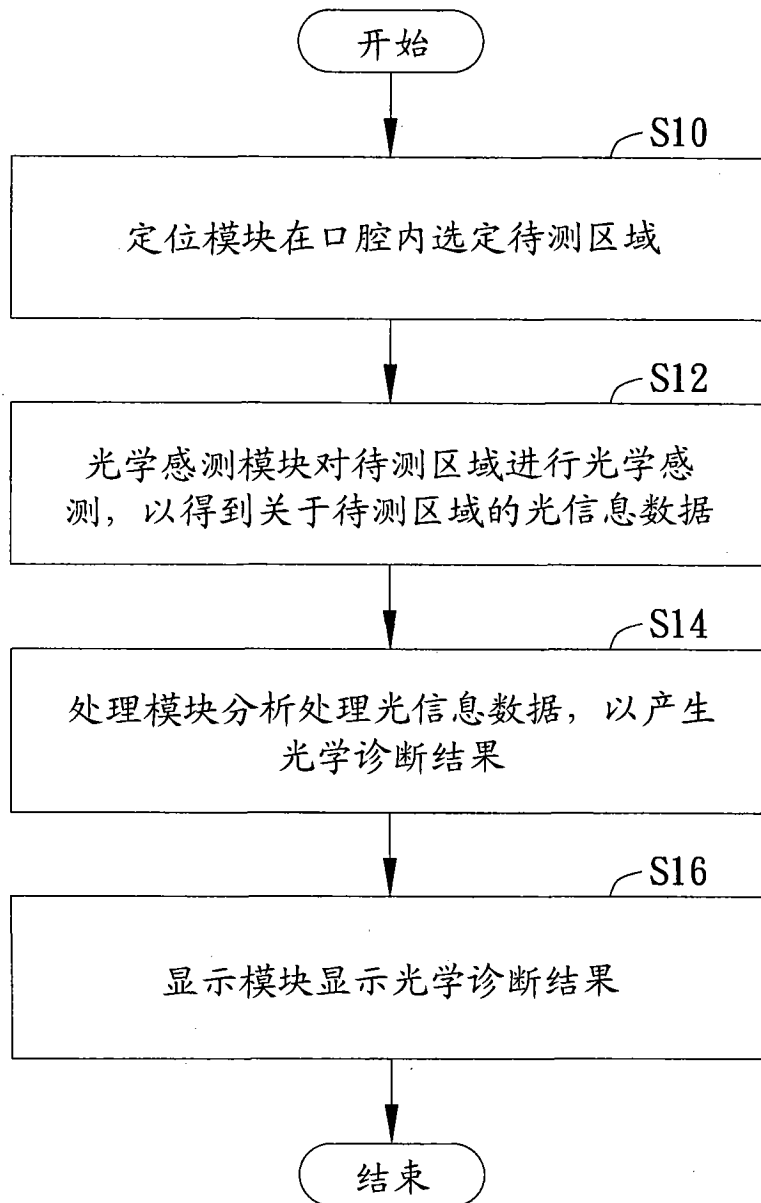 开始
S10
定位模块在口腔内选定待测区域
S12
光学感测模块对待测区域进行光学感
测，以得到关于待测区域的光信息数据
S14
处理模块分析处理光信息数据，以产生
光学诊断结果
S16
显示模块显示光学诊断结果
结束